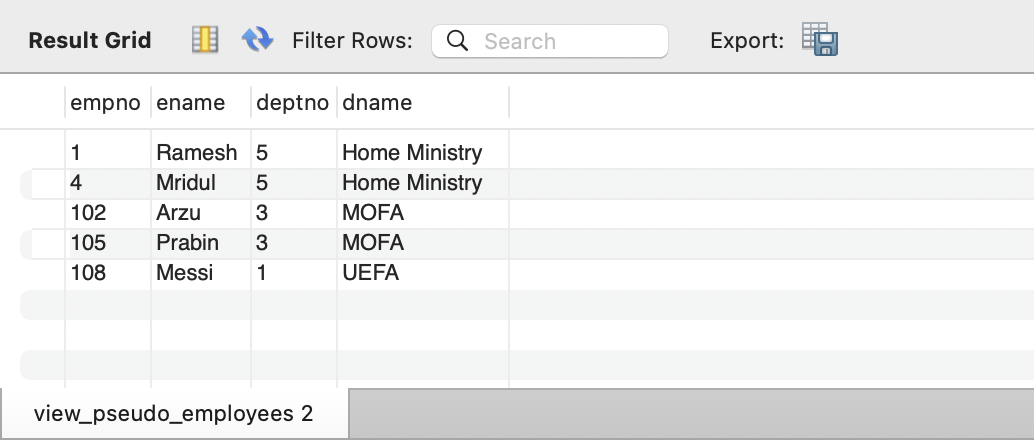 Result Grid Filter Rows: Search Export:
empno ename deptno dname
1 Ramesh 5 Home Ministry
4 Mridul 5 Home Ministry
102 Arzu 3 MOFA
105 Prabin 3 MOFA
108 Messi 1 UEFA
view_pseudo_employees 2